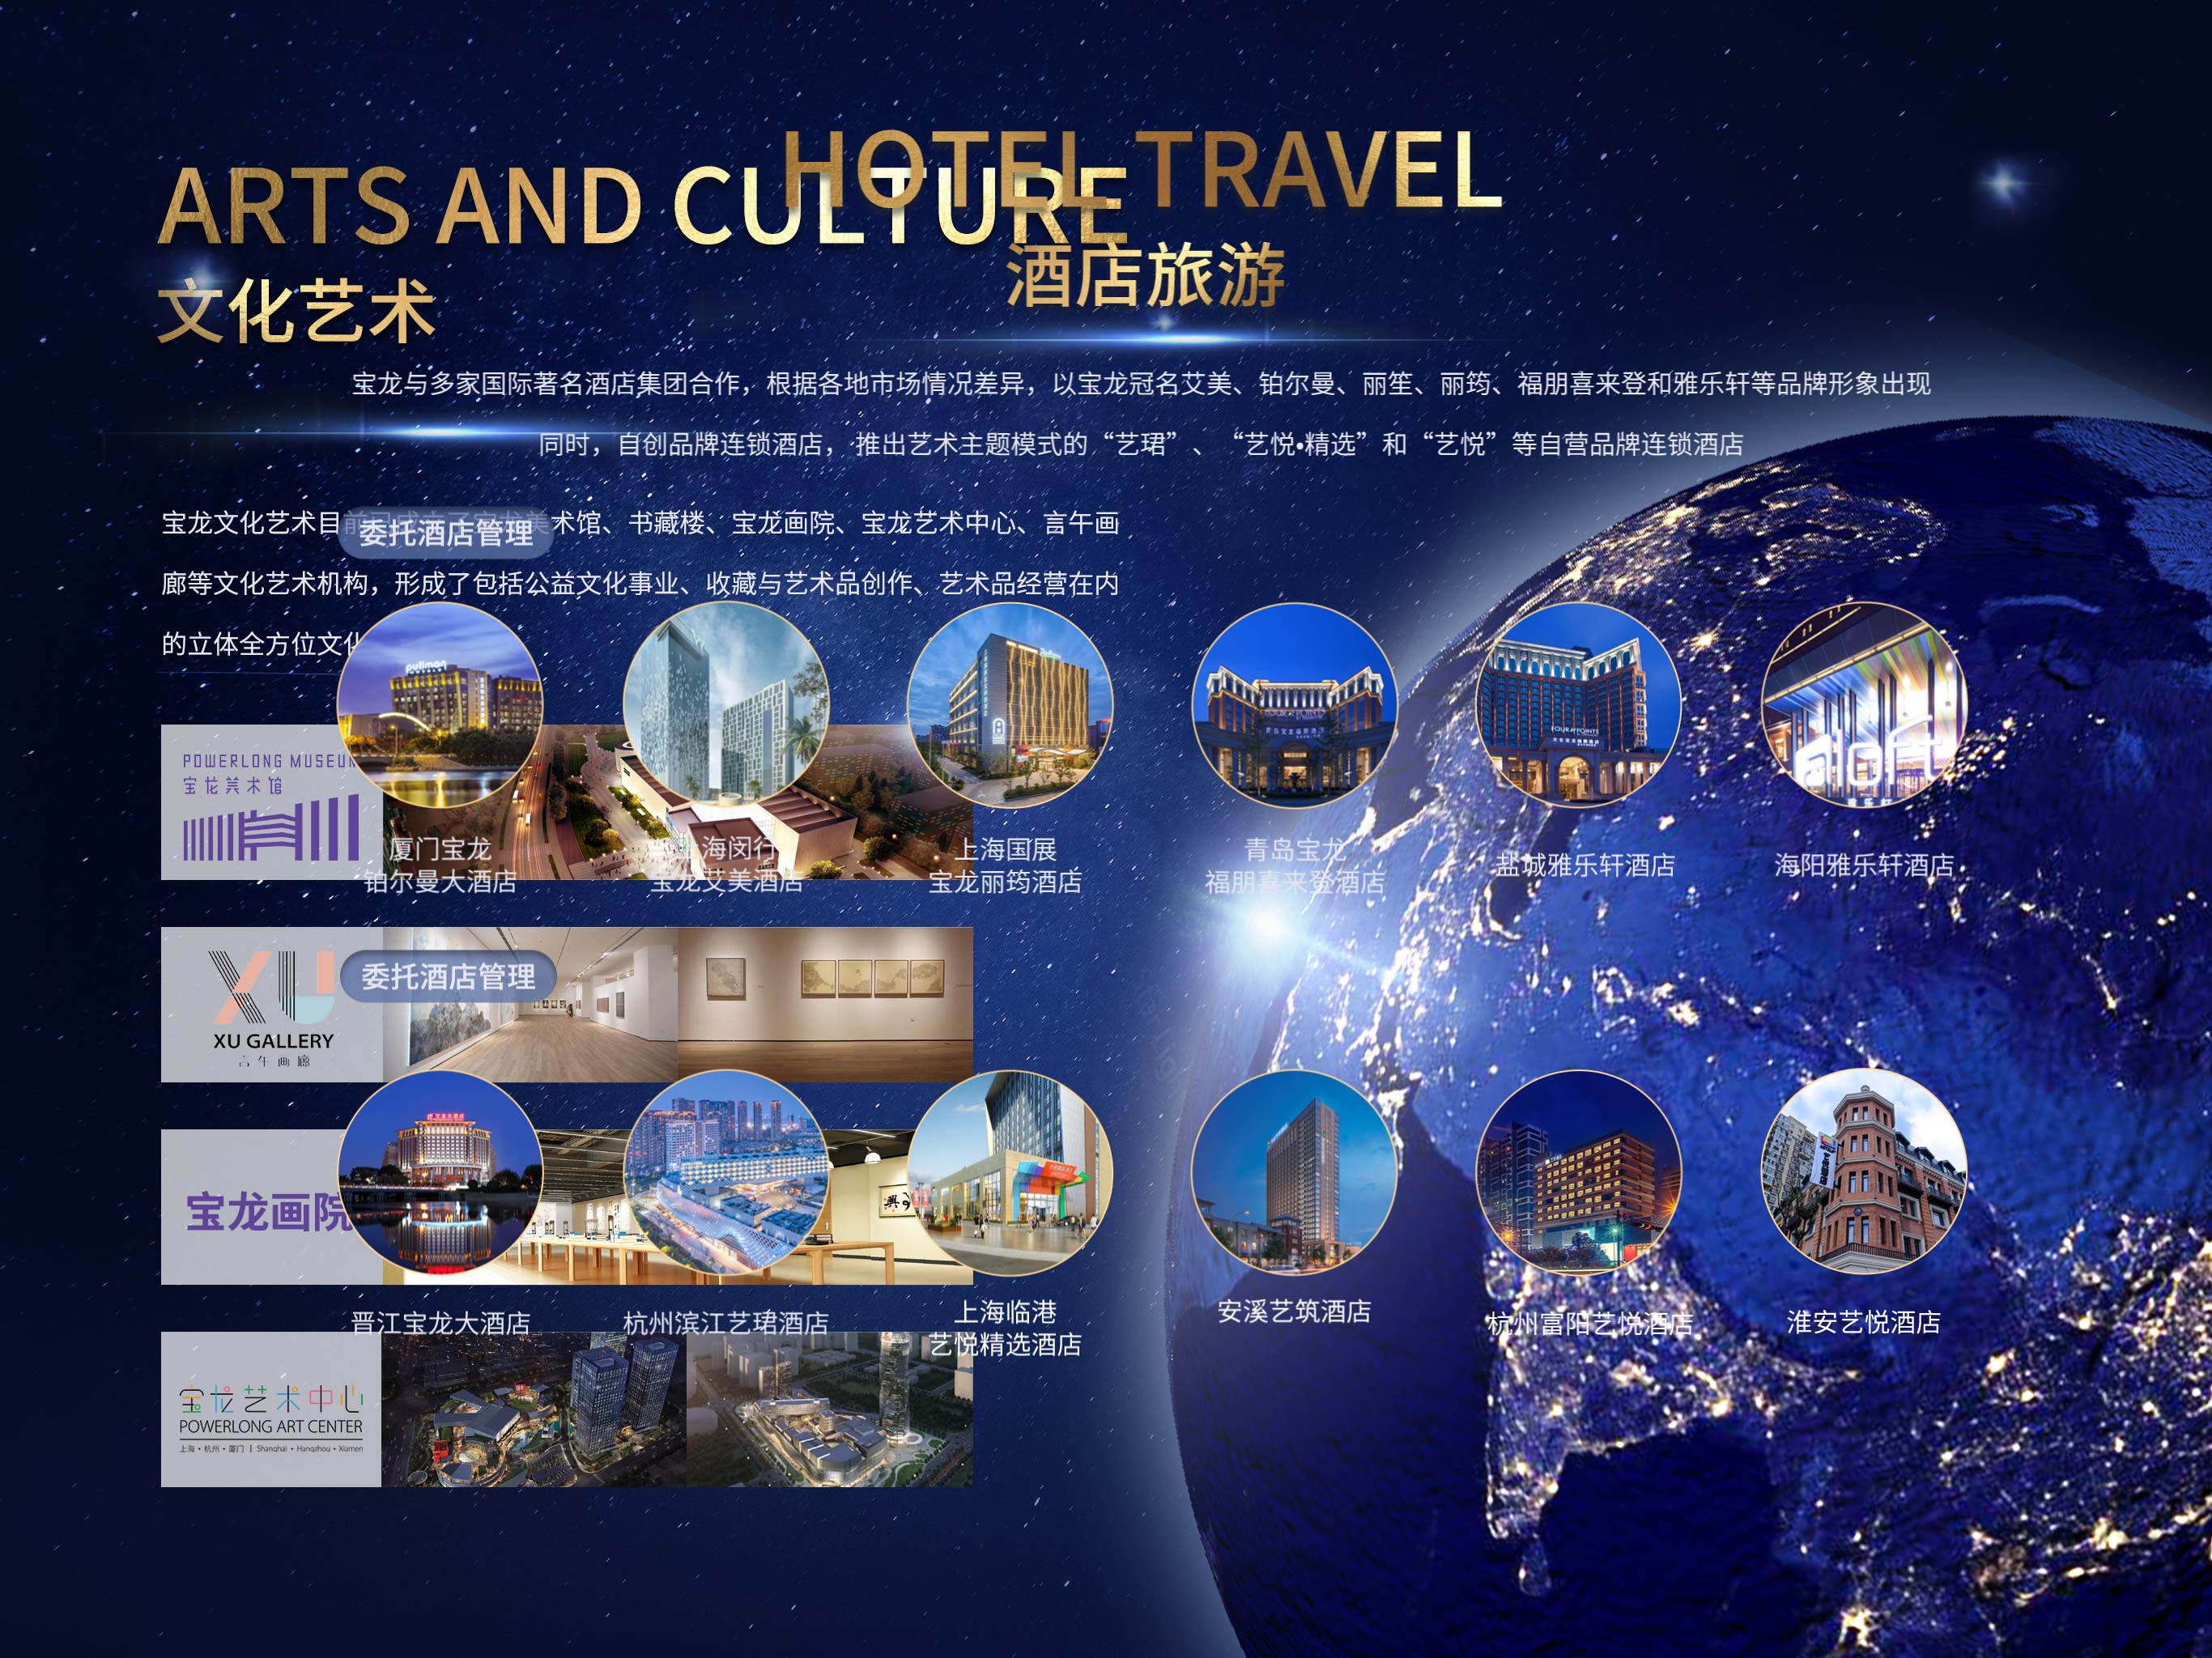 HOTEL TRAVEL
ARTS AND CULTURE
酒店旅游
文化艺术
宝龙与多家国际著名酒店集团合作，根据各地市场情况差异，以宝龙冠名艾美、铂尔曼、丽笙、丽筠、福朋喜来登和雅乐轩等品牌形象出现
同时，自创品牌连锁酒店，推出艺术主题模式的“艺珺”、“艺悦•精选”和“艺悦”等自营品牌连锁酒店
宝龙文化艺术目 术馆、书藏楼、宝龙画院、宝龙艺术中心、言午画
委托酒店管理
廊等文化艺术机构，形成了包括公益文化事业、收藏与艺术品创作、艺术品经营在内
的立体全方位文化
pullman
FOUR POINTS
aloft
POWERLONG MUSEUM
宝龙美术馆
厦门宝龙
铂尔曼大酒店
上海闵行
宝龙艾美酒店
上海国展
宝龙丽筠酒店
青岛宝龙
福朋喜来登酒店
盐城雅乐轩酒店
海阳雅乐轩酒店
委托酒店管理
XU
XU GALLERY
言午画廊
宝龙画院
晋江宝龙大酒店
杭州滨江艺珺酒店
上海临港
艺悦精选酒店
安溪艺筑酒店
杭州富阳艺悦酒店
淮安艺悦酒店
宝龙艺术中心
POWERLONG ART CENTER
上海•杭州•厦门 | Shanghai • Hangzhou • Xiamen